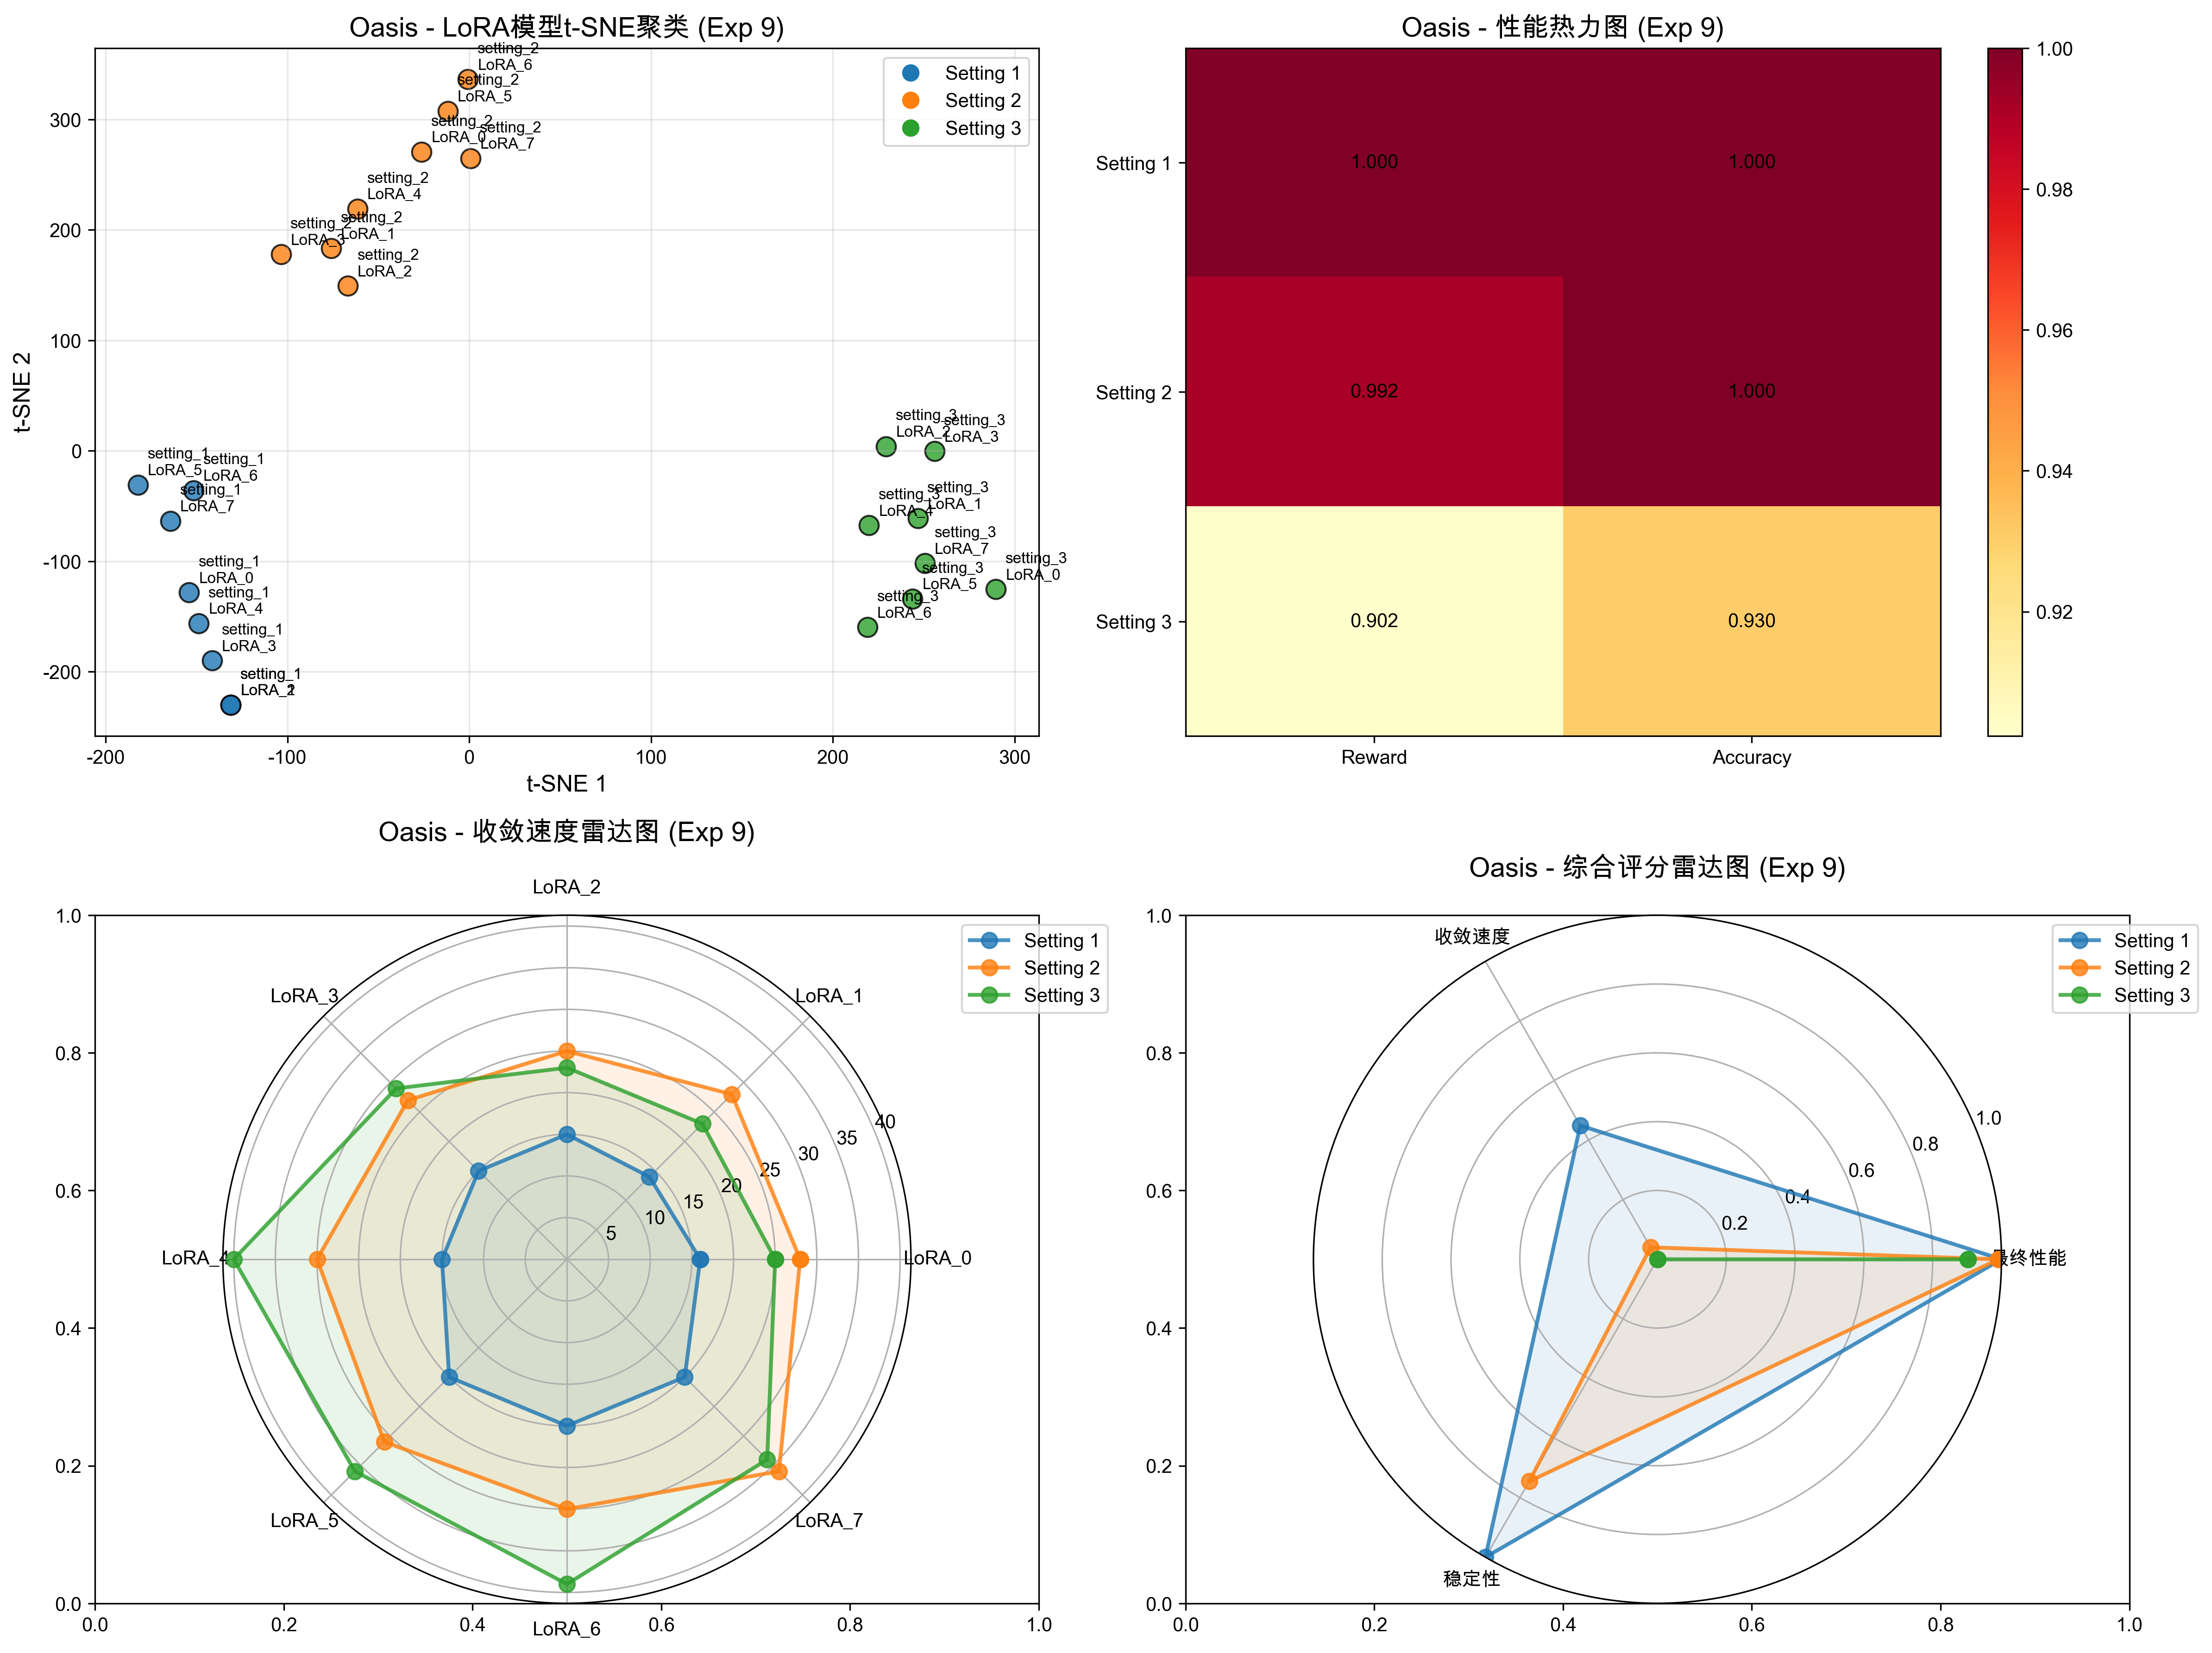 Oasis - LoRA模型t-SNE聚类 (Exp 9)
setting_2
LoRA_6
setting_2
LoRA_5
setting_2
LoRA_0
setting_2
LoRA_7
setting_2
LoRA_4
setting_2
LoRA_3
setting_2
LoRA_1
setting_2
LoRA_2
setting_3
LoRA_2
setting_3
LoRA_3
setting_1
LoRA_5
setting_1
LoRA_6
setting_1
LoRA_7
setting_3
LoRA_4
setting_3
LoRA_1
setting_3
LoRA_7
setting_3
LoRA_0
setting_3
LoRA_5
setting_3
LoRA_6
setting_1
LoRA_0
setting_1
LoRA_4
setting_1
LoRA_3
setting_1
Setting 1
Setting 2
Setting 3
300
200
100
0
-100
-200
t-SNE 2
-200
-100
0
100
200
300
t-SNE 1
Oasis - 性能热力图 (Exp 9)
Setting 1
1.000
1.000
Setting 2
0.992
1.000
Setting 3
0.902
0.930
Reward
Accuracy
1.00
0.98
0.96
0.94
0.92
Oasis - 收敛速度雷达图 (Exp 9)
LoRA_2
LoRA_3
LoRA_1
LoRA_4
LoRA_0
LoRA_5
LoRA_7
LoRA_6
5
10
15
20
25
30
35
40
Setting 1
Setting 2
Setting 3
1.0
0.8
0.6
0.4
0.2
0.0
0.0
0.2
0.4
0.6
0.8
1.0
Oasis - 综合评分雷达图 (Exp 9)
收敛速度
最终性能
稳定性
0.2
0.4
0.6
0.8
1.0
Setting 1
Setting 2
Setting 3
1.0
0.8
0.6
0.4
0.2
0.0
0.0
0.2
0.4
0.6
0.8
1.0